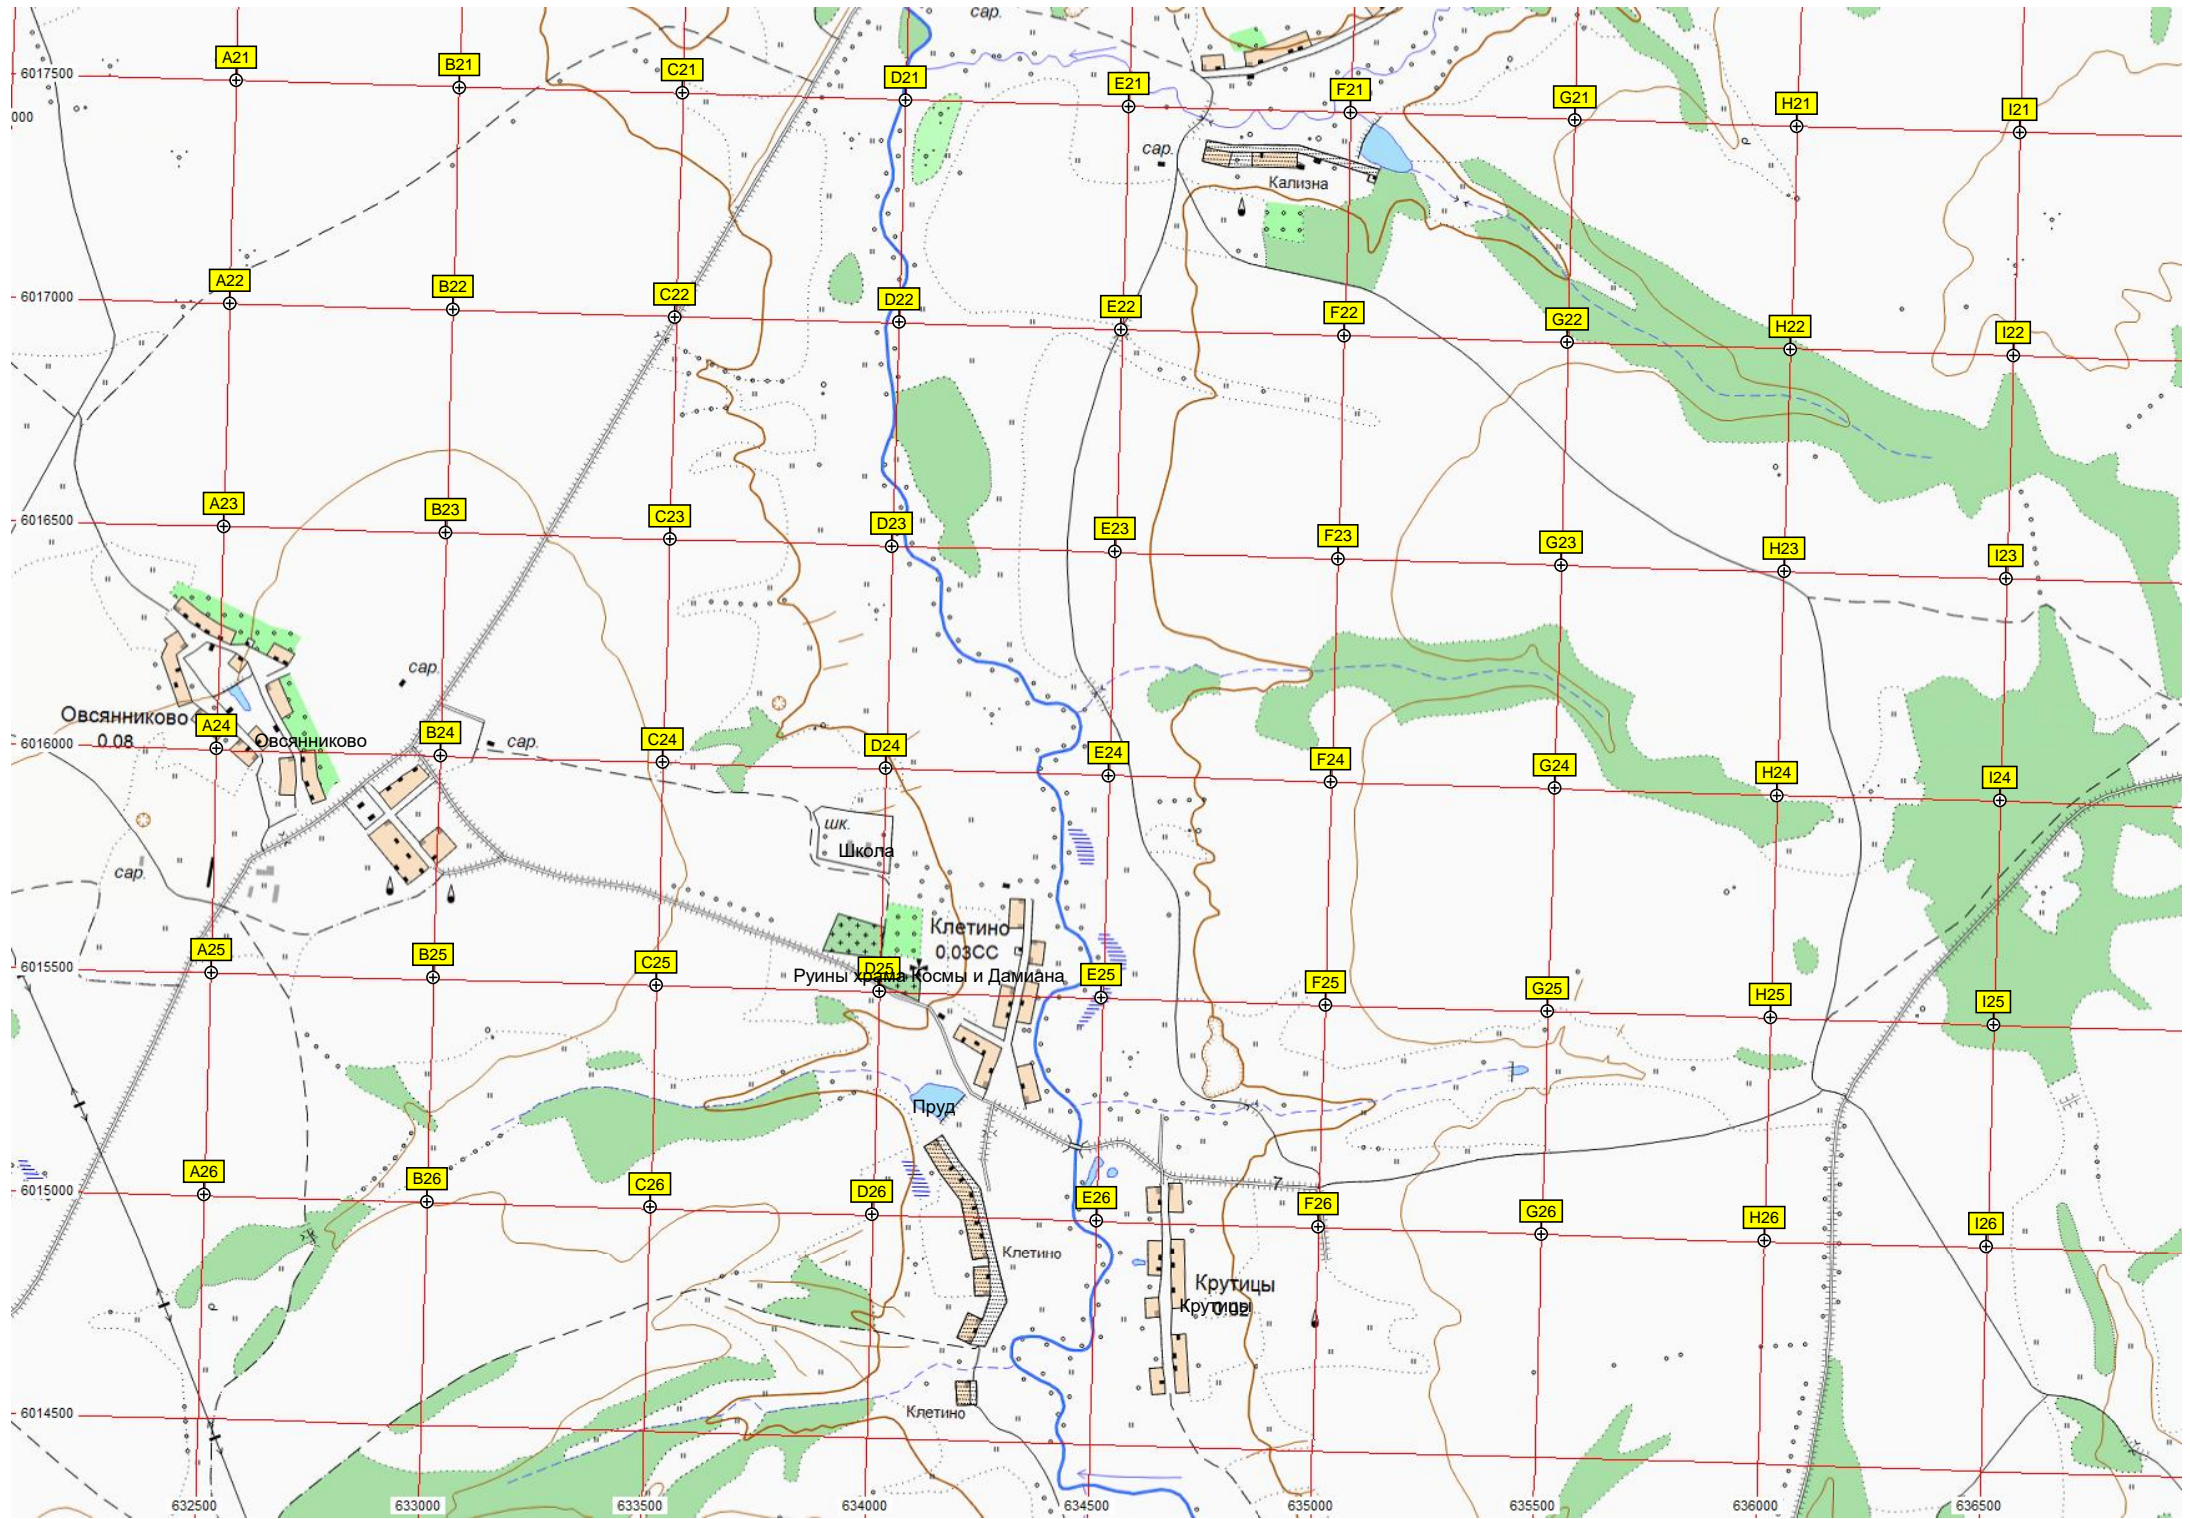 сар.
A21
B21
C21
D21
E21
F21
G21
H21
I21
6017500
000
сар.
Кализна
A22
B22
C22
D22
E22
F22
G22
H22
I22
6017000
A23
B23
C23
D23
E23
F23
G23
H23
I23
6016500
сар.
Овсянниково
0.08
Овсянниково
сар.
A24
B24
C24
D24
E24
F24
G24
H24
I24
6016000
шк.
Школа
сар.
Клетино
0.03СС
Руины храма Космы и Дамиана
A25
B25
C25
D25
E25
F25
G25
H25
I25
6015500
Пруд
7
A26
B26
C26
D26
E26
F26
G26
H26
I26
6015000
Клетино
Крутицы
Крутицы
Клетино
6014500
632500
633000
633500
634000
634500
635000
635500
636000
636500